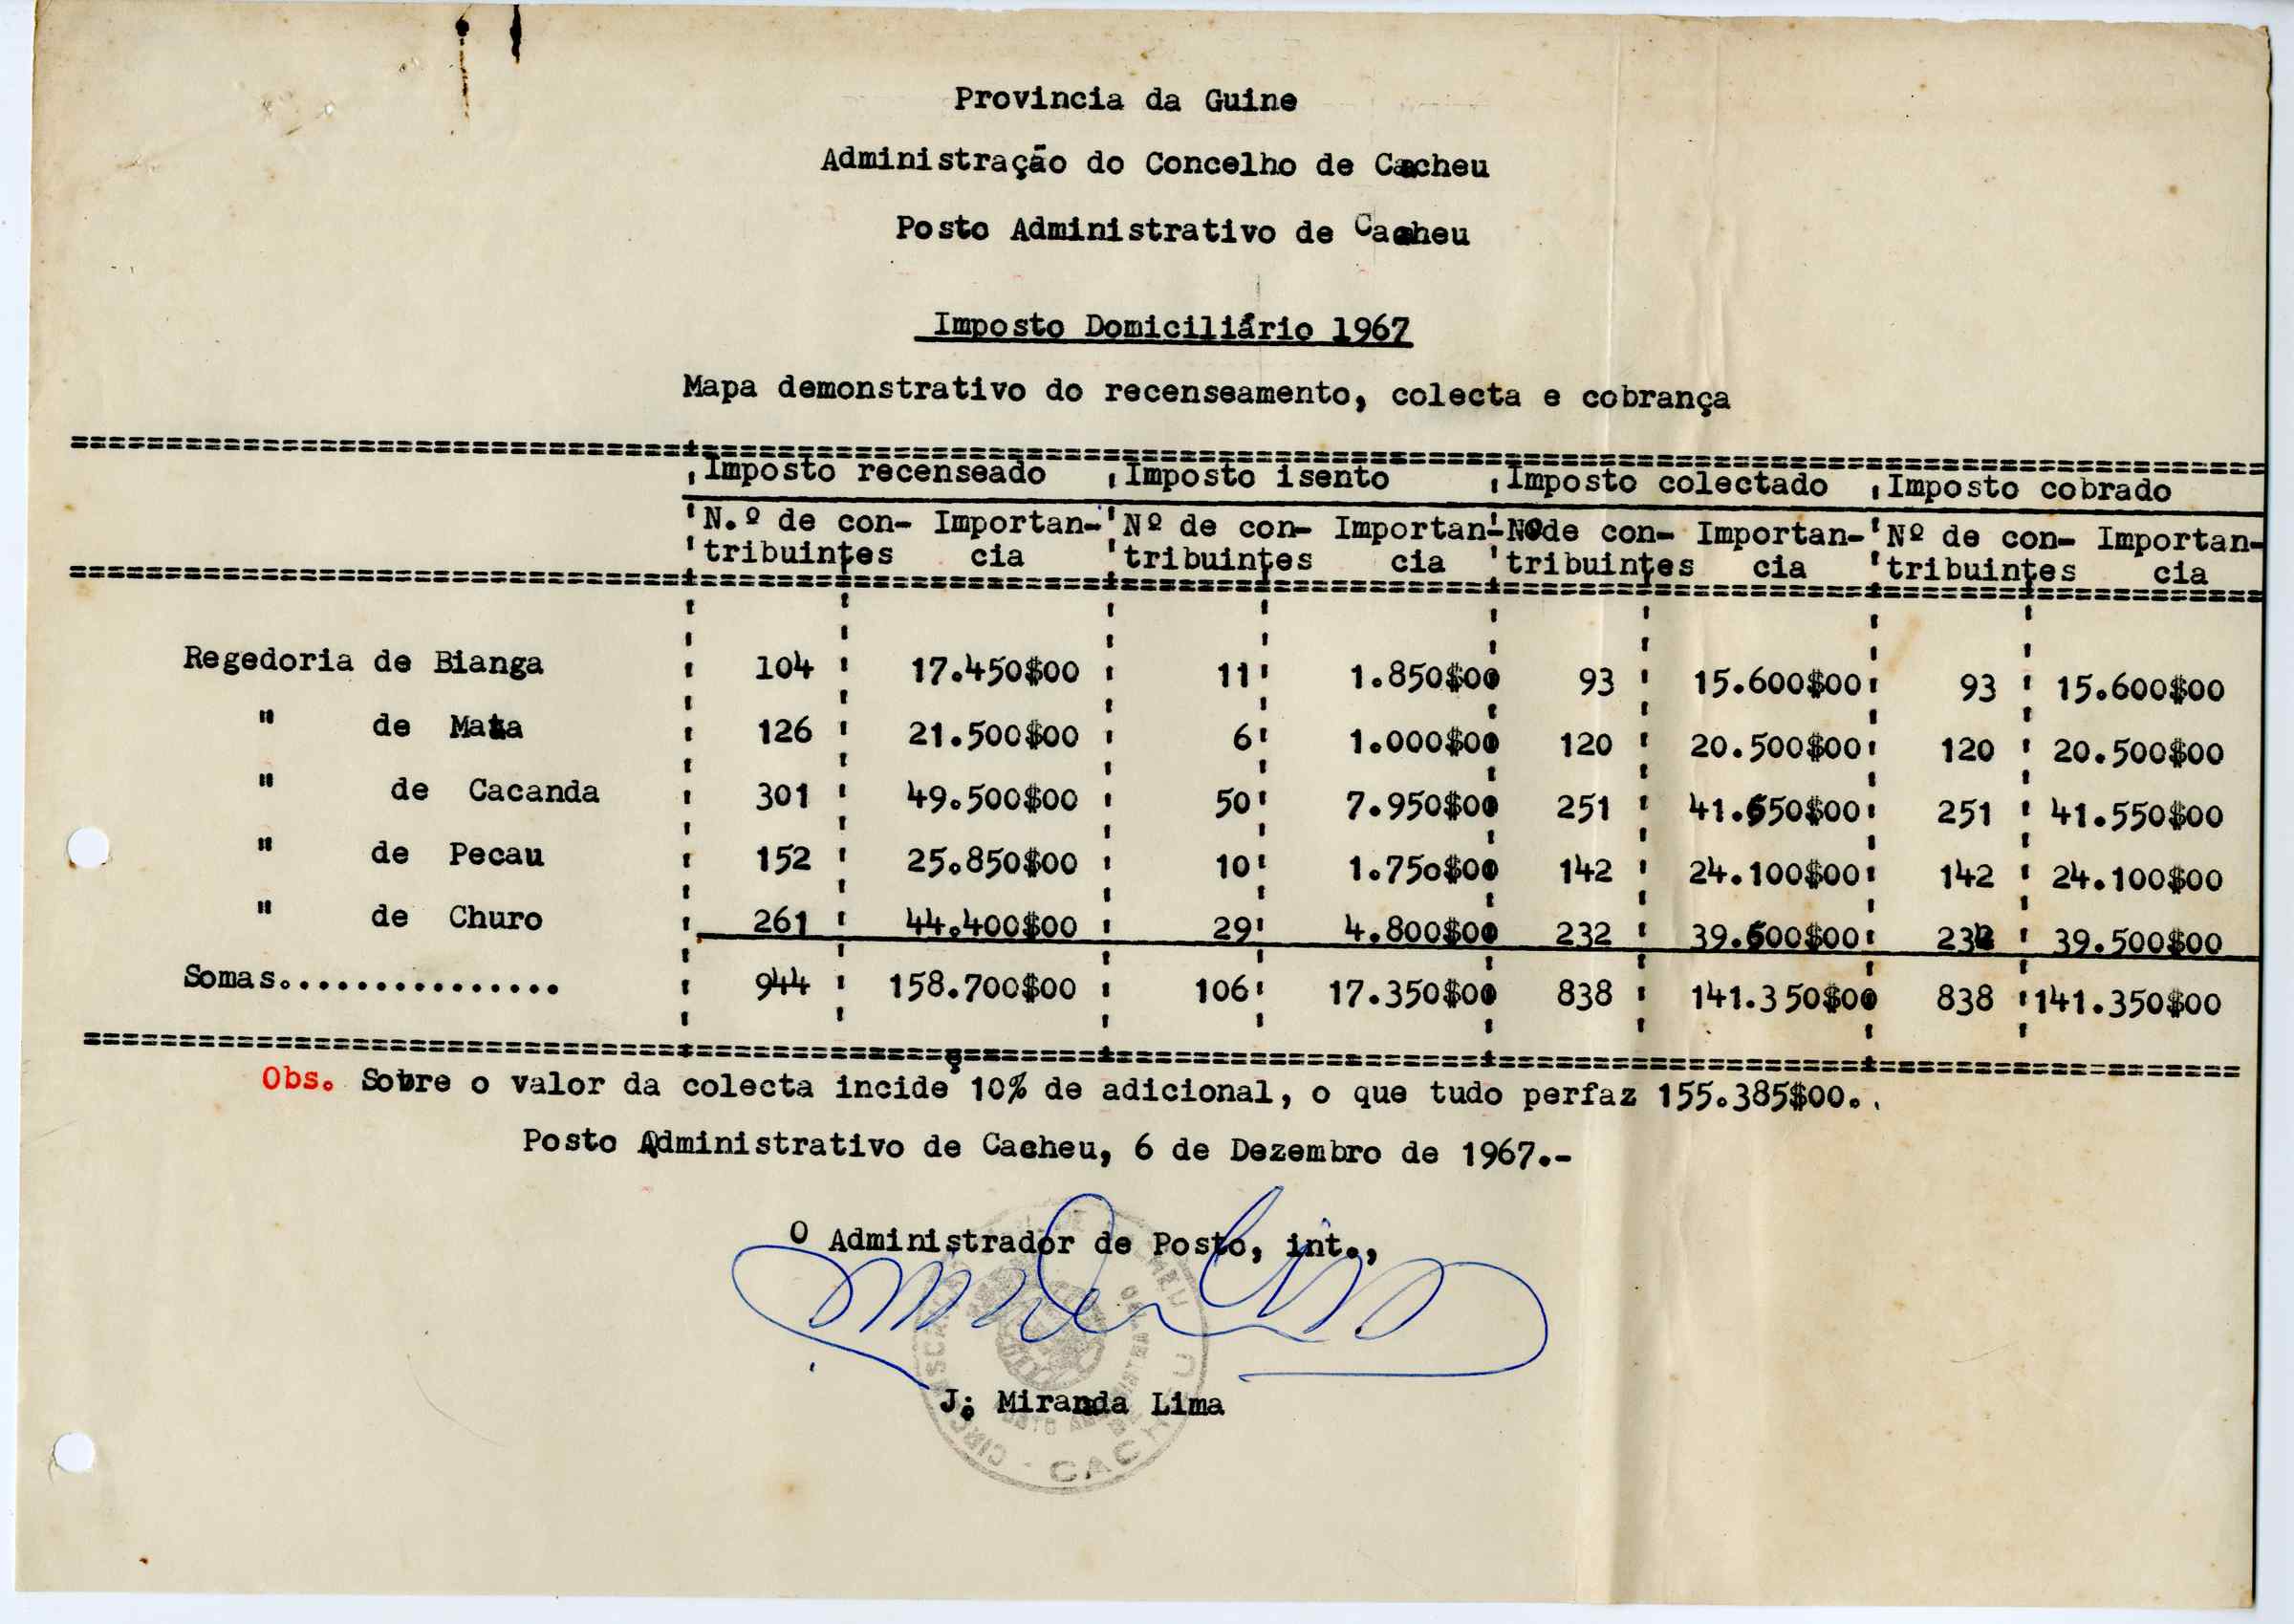 Provincia da Guine
Administração do Concelho de Cacheu
Posto Administrativo de Cacheu
Imposto Domiciliário 1967
Mapa demonstrativo do recenseamento, colecta e cobrança
Imposto recenseado Imposto isento Imposto colectado Imposto cobrado
N.º de con- Importan- Nº de con- Importan- Nºde con- Importan- Nº de con- Importan-
tribuintes cia tribuintes cia tribuintes cia tribuintes cia
Regedoria de Bianga 104 17.450$00 11 1.850$00 93 15.600$00 93 15.600$00
" de Mata 126 21.500$00 6 1.000$00 120 20.500$00 120 20.500$00
" de Cacanda 301 49.500$00 50 7.950$00 251 41.550$00 251 41.550$00
" de Pecau 152 25.850$00 10 1.750$00 142 24.100$00 142 24.100$00
" de Churo 261 44.400$00 29 4.800$00 232 39.600$00 232 39.500$00
Somas............... 944 158.700$00 106 17.350$00 838 141.350$00 838 141.350$00
Obs. Sobre o valor da colecta incide 10% de adicional, o que tudo perfaz 155.385$00..
Posto Administrativo de Cacheu, 6 de Dezembro de 1967.-
O Administrador de Posto, int.,
J. Miranda Lima
CACHEU